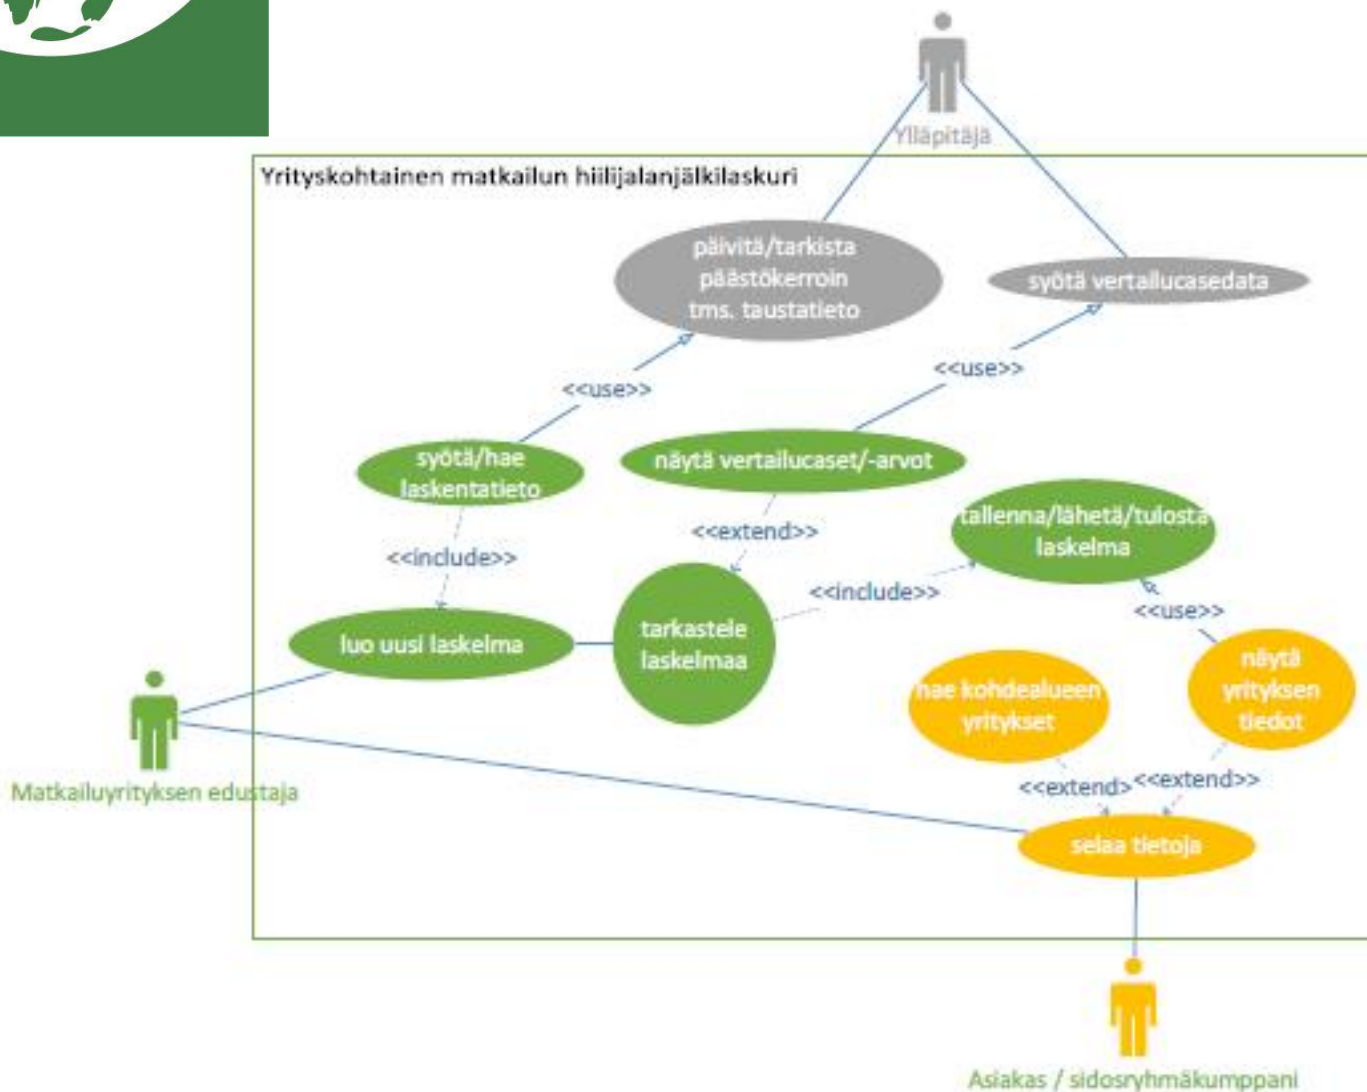 Ylläpitäjä
Yrityskohtainen matkailun hiilijalanjälkilaskuri
päivitä/tarkista
päästökerroin
tms. taustatieto
syötä vertailucasedata
<<use>>
<<use>>
syötä/hae
laskentatieto
näytä vertailucaset/-arvot
tallenna/lähetä/tulosta
laskelma
<<extend>>
<<include>>
<<include>>
<<use>>
luo uusi laskelma
tarkastele
laskelmaa
hae kohdealueen
yritykset
näytä
yrityksen
tiedot
Matkailuyrityksen edustaja
<<extend>
<<extend>>
selaa tietoja
Asiakas / sidosryhmäkumppani